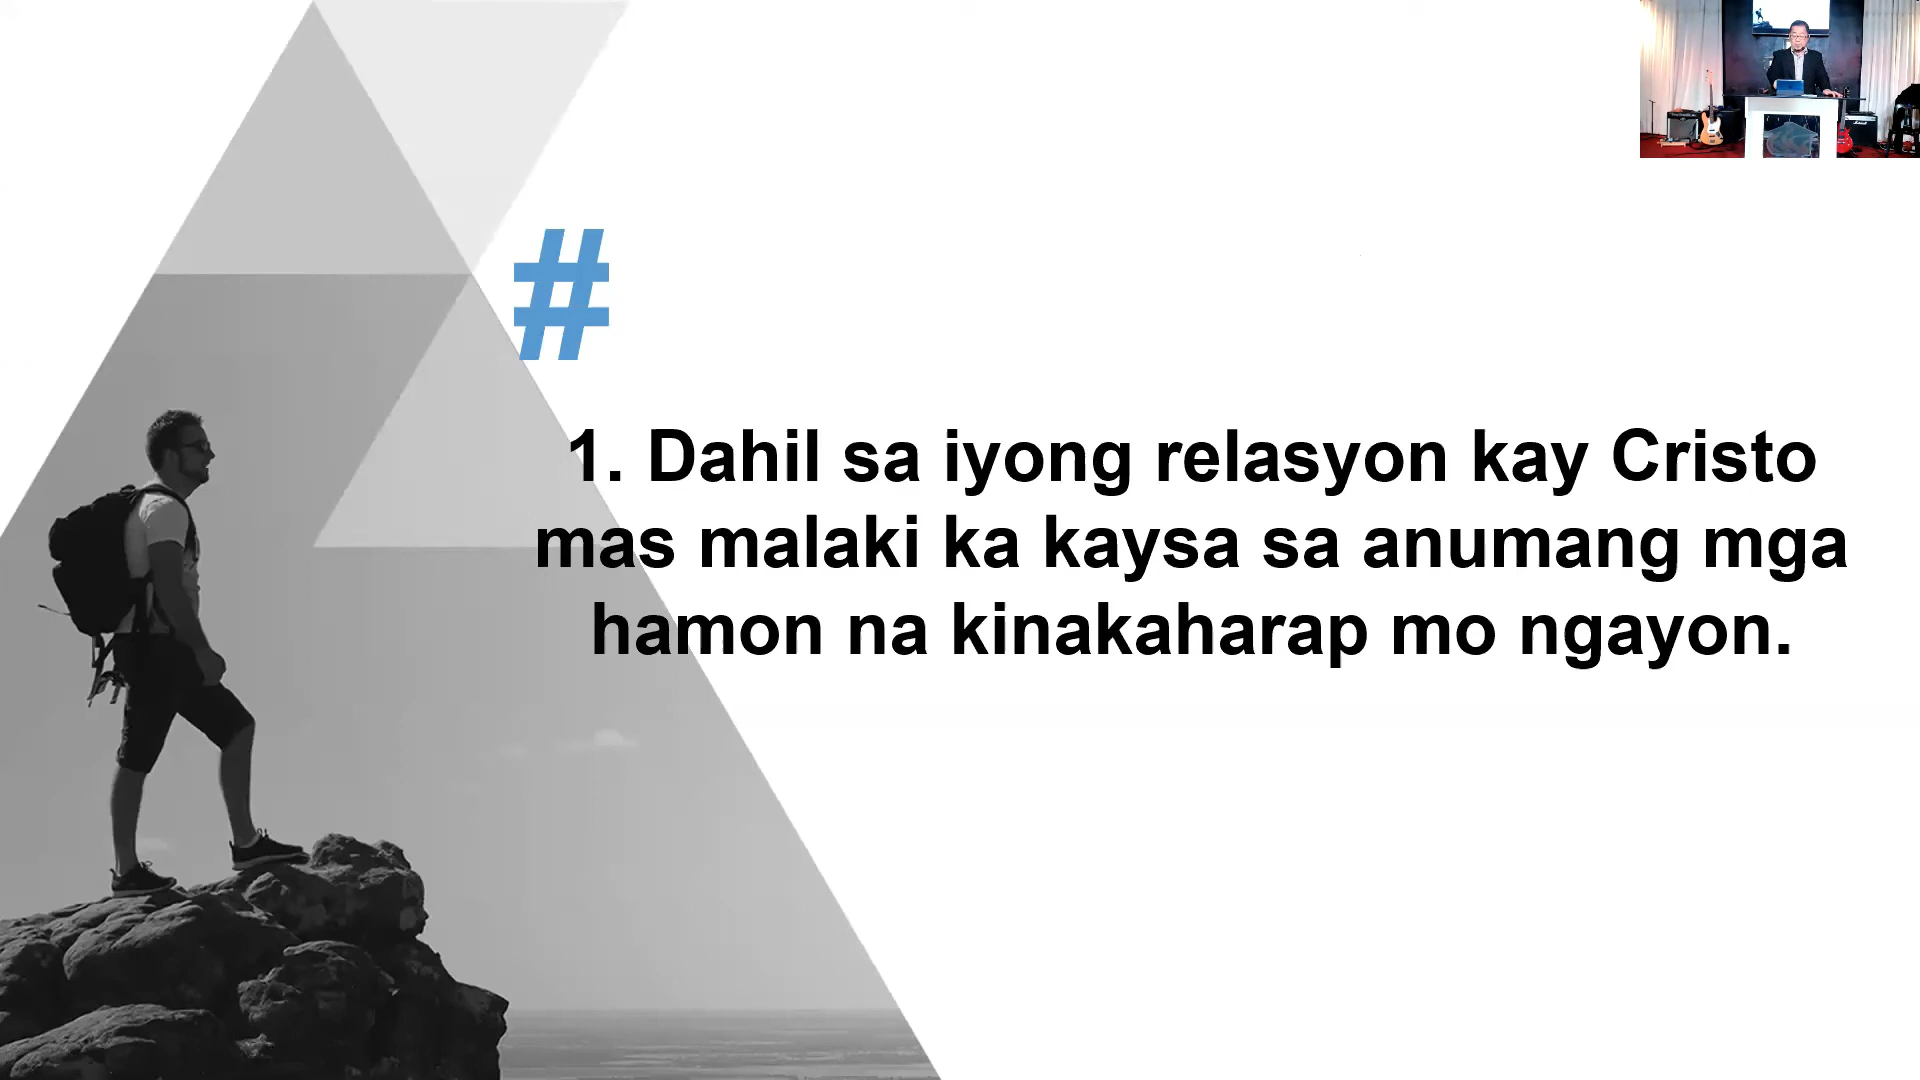 #
1. Dahil sa iyong relasyon kay Cristo
mas malaki ka kaysa sa anumang mga
hamon na kinakaharap mo ngayon.